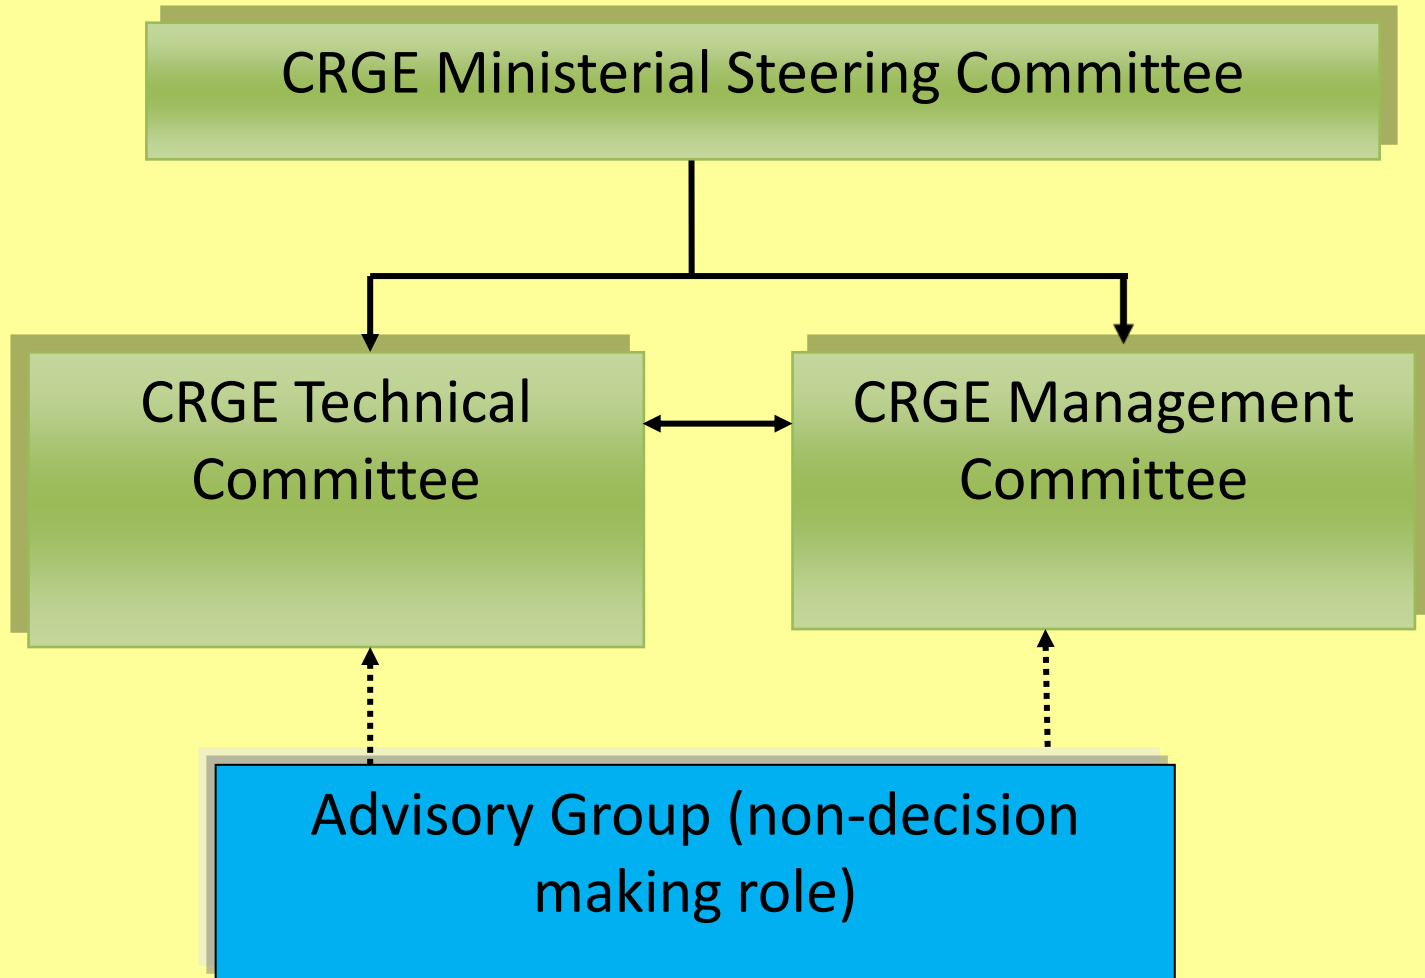 CRGE Ministerial Steering Committee
CRGE Technical
Committee
CRGE Management
Committee
Advisory Group (non-decision
making role)